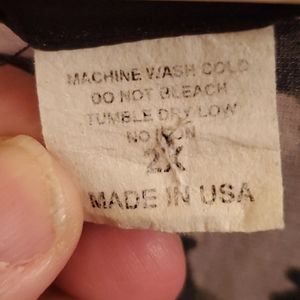 MACHINE WASH COLD
DO NOT BLEACH
TUMBLE DRY LOW
NO IRON
2X
MADE IN USA